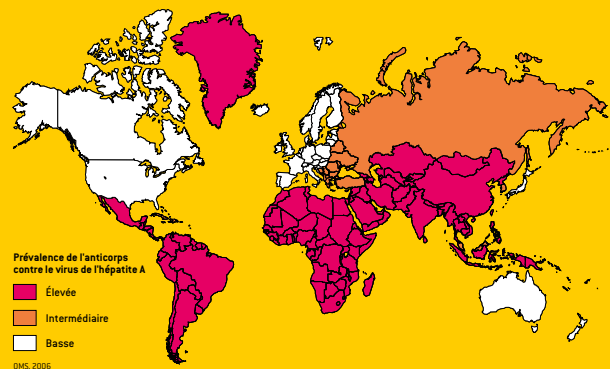 Prévalence de l'anticorps
contre le virus de l'hépatite A
Élevée
Intermédiaire
Basse
OMS, 2006